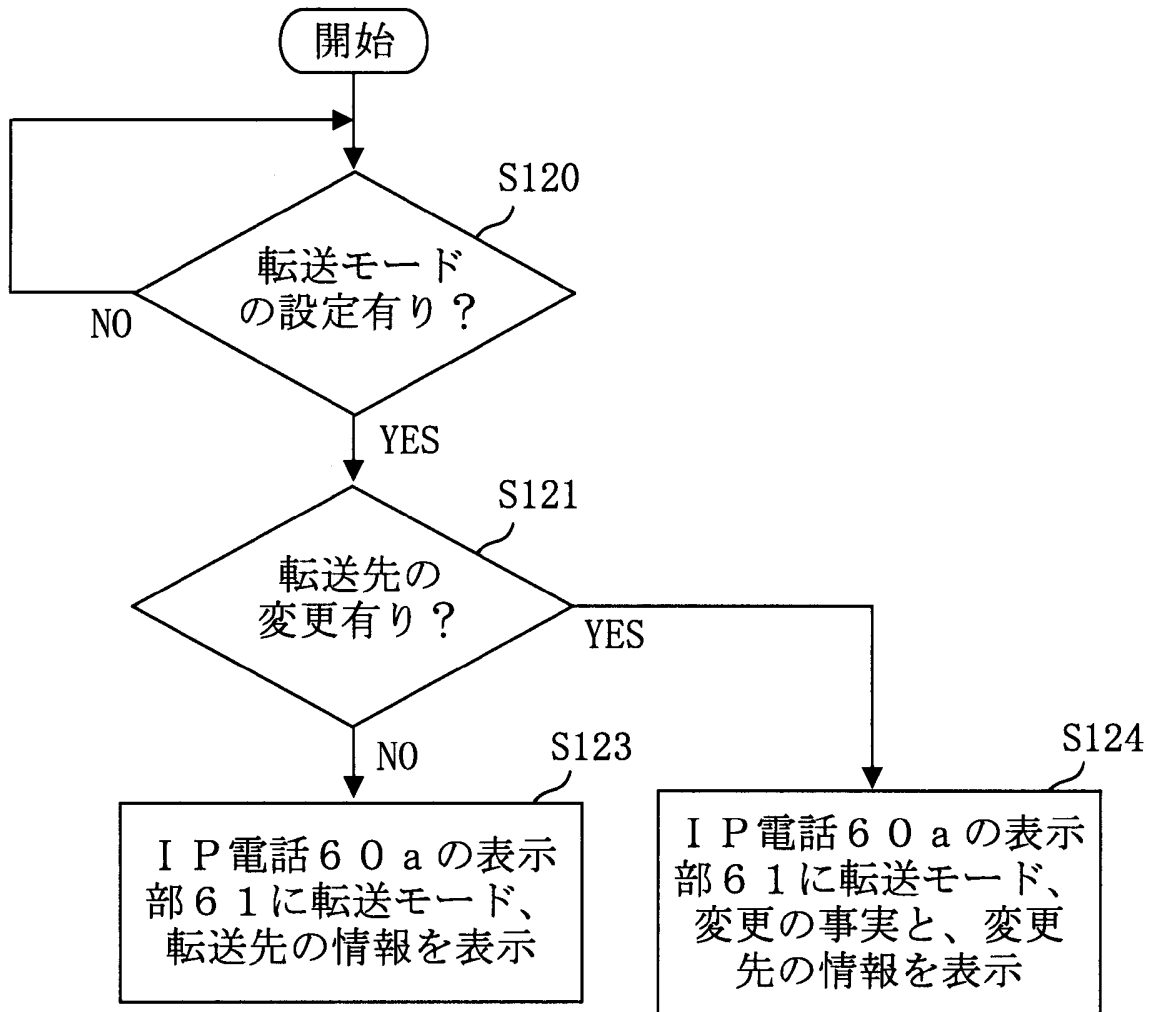 開始
S120
転送モード
の設定有り？
NO
YES
S121
転送先の
変更有り？
YES
NO
S123
ＩＰ電話６０ａの表示
部６１に転送モード、
転送先の情報を表示
S124
ＩＰ電話６０ａの表示
部６１に転送モード、
変更の事実と、変更
先の情報を表示